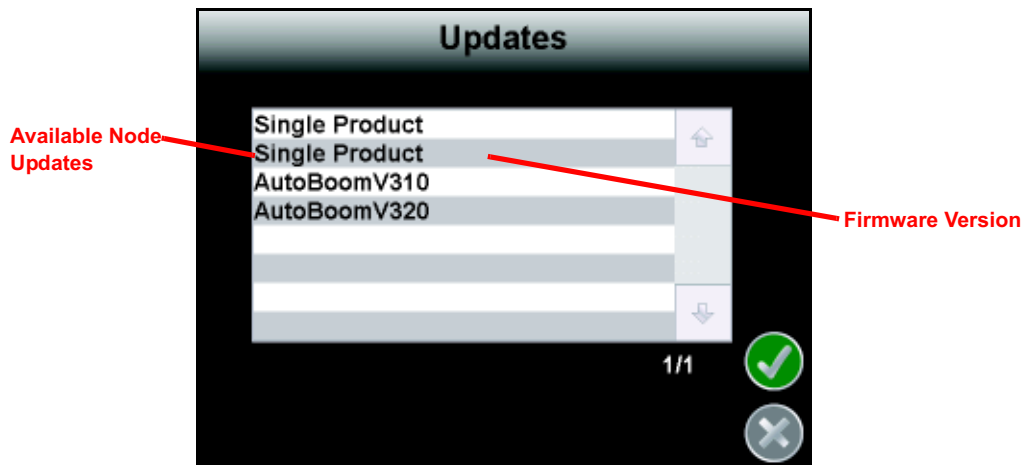 Updates
Available Node
Updates
Single Product
Single Product
AutoBoomV310
AutoBoomV320
Firmware Version
1/1